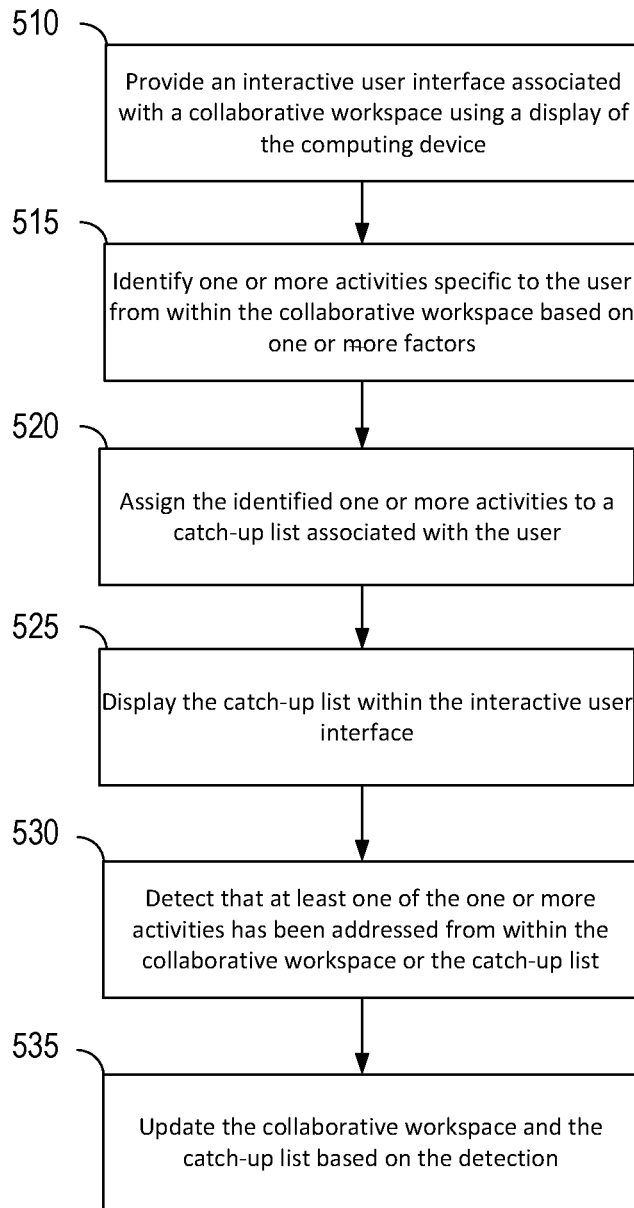 510
Provide an interactive user interface associated
with a collaborative workspace using a display of
the computing device
515
Identify one or more activities specific to the user
from within the collaborative workspace based on
one or more factors
520
Assign the identified one or more activities to a
catch-up list associated with the user
525
Display the catch-up list within the interactive user
interface
530
Detect that at least one of the one or more
activities has been addressed from within the
collaborative workspace or the catch-up list
535
Update the collaborative workspace and the
catch-up list based on the detection